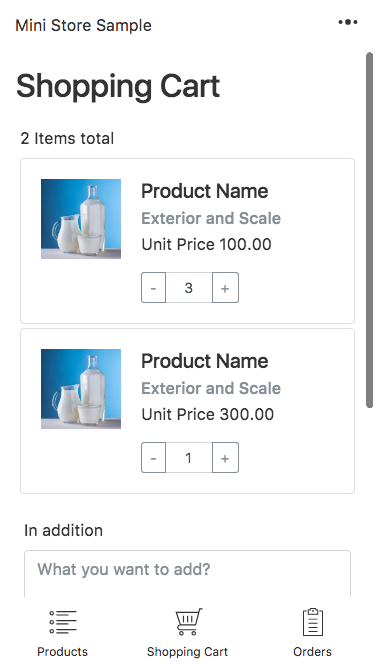 Mini Store Sample
Shopping Cart
2 Items total
Product Name
Exterior and Scale
Unit Price 100.00
- 3 +
Product Name
Exterior and Scale
Unit Price 300.00
- 1 +
In addition
What you want to add?
Products Shopping Cart Orders